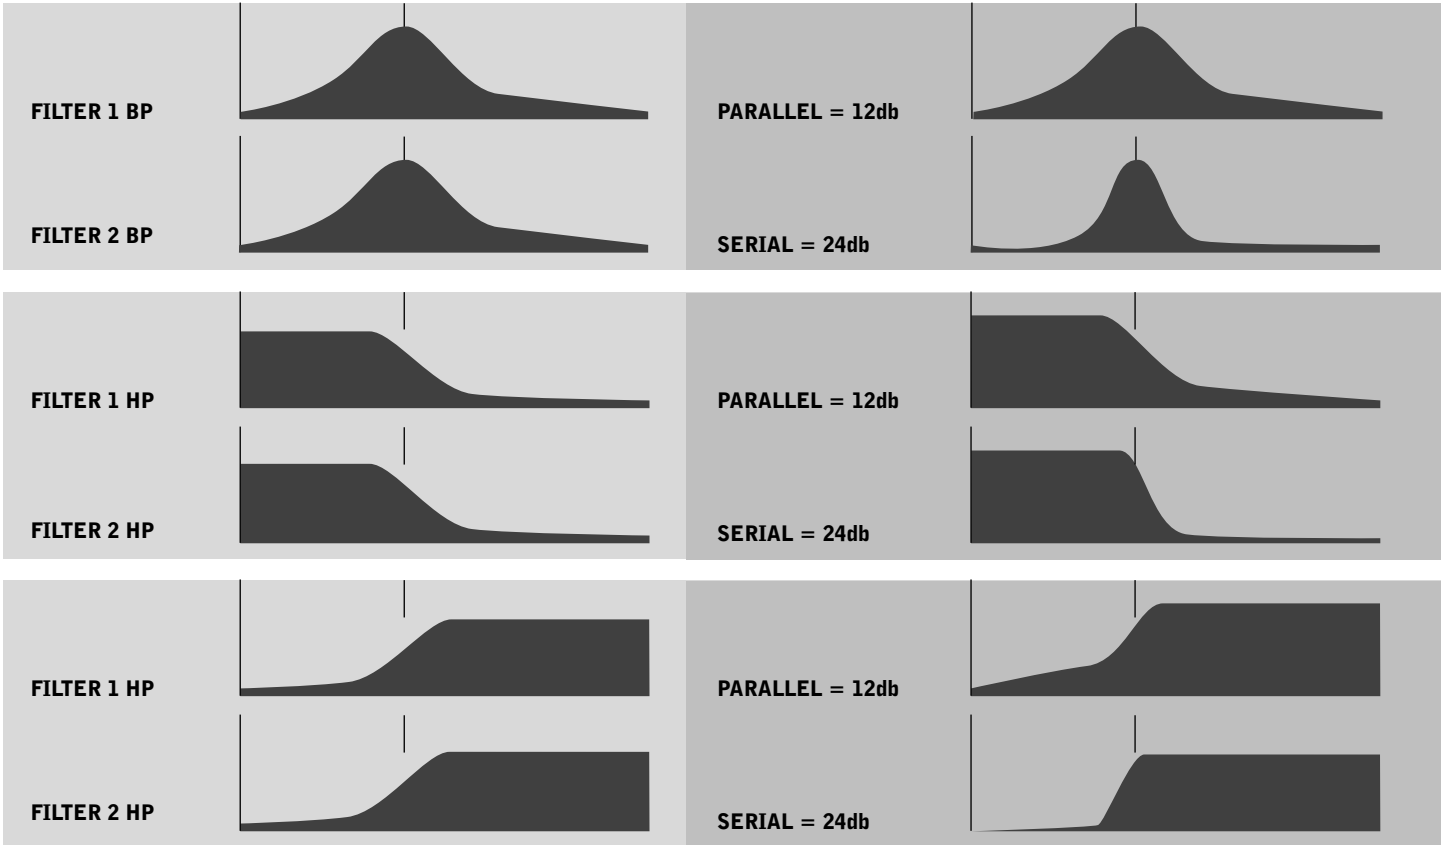 FILTER 1 BP
PARALLEL = 12db
FILTER 2 BP
SERIAL = 24db
FILTER 1 HP
PARALLEL = 12db
FILTER 2 HP
SERIAL = 24db
FILTER 1 HP
PARALLEL = 12db
FILTER 2 HP
SERIAL = 24db